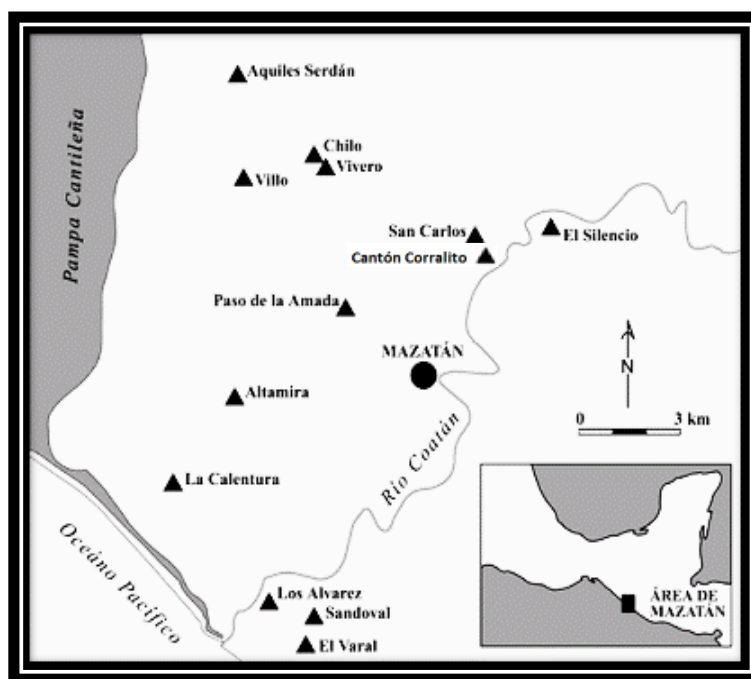 Aquiles Serdán
Chilo
Vivero
Villo
Pampa Cantileña
San Carlos
El Silencio
Cantón Corralito
Paso de la Amada
MAZATÁN
N
Altamira
0 3 km
La Calentura
Río Coatán
Océano Pacífico
Los Alvarez
Sandoval
El Varal
ÁREA DE
MAZATÁN